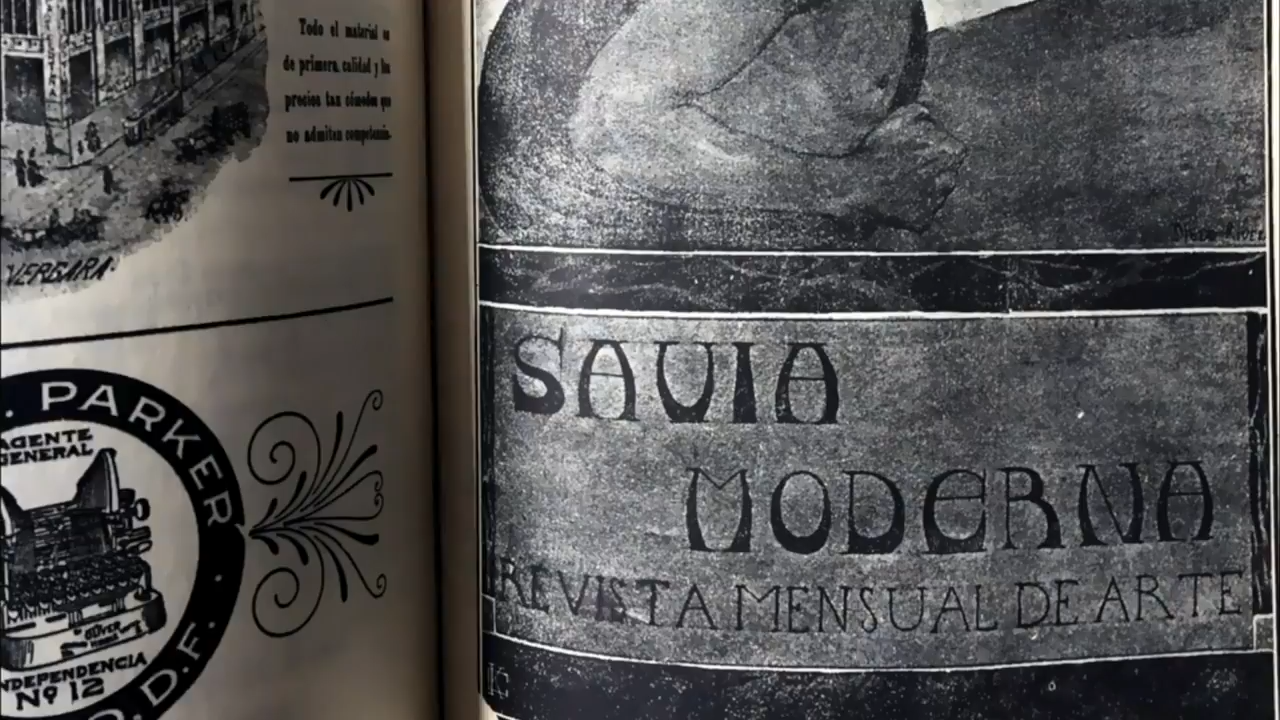 Todo el material es
de primera calidad y los
precios tan cómodos que
no admiten competencia.
VERGARA.
. PARKER
AGENTE
GENERAL
OLIVER
INDEPENDENCIA
Nº 12
D.F.
Diego Rivera
SAVIA
MODERNA
REVISTA MENSUAL DE ARTE